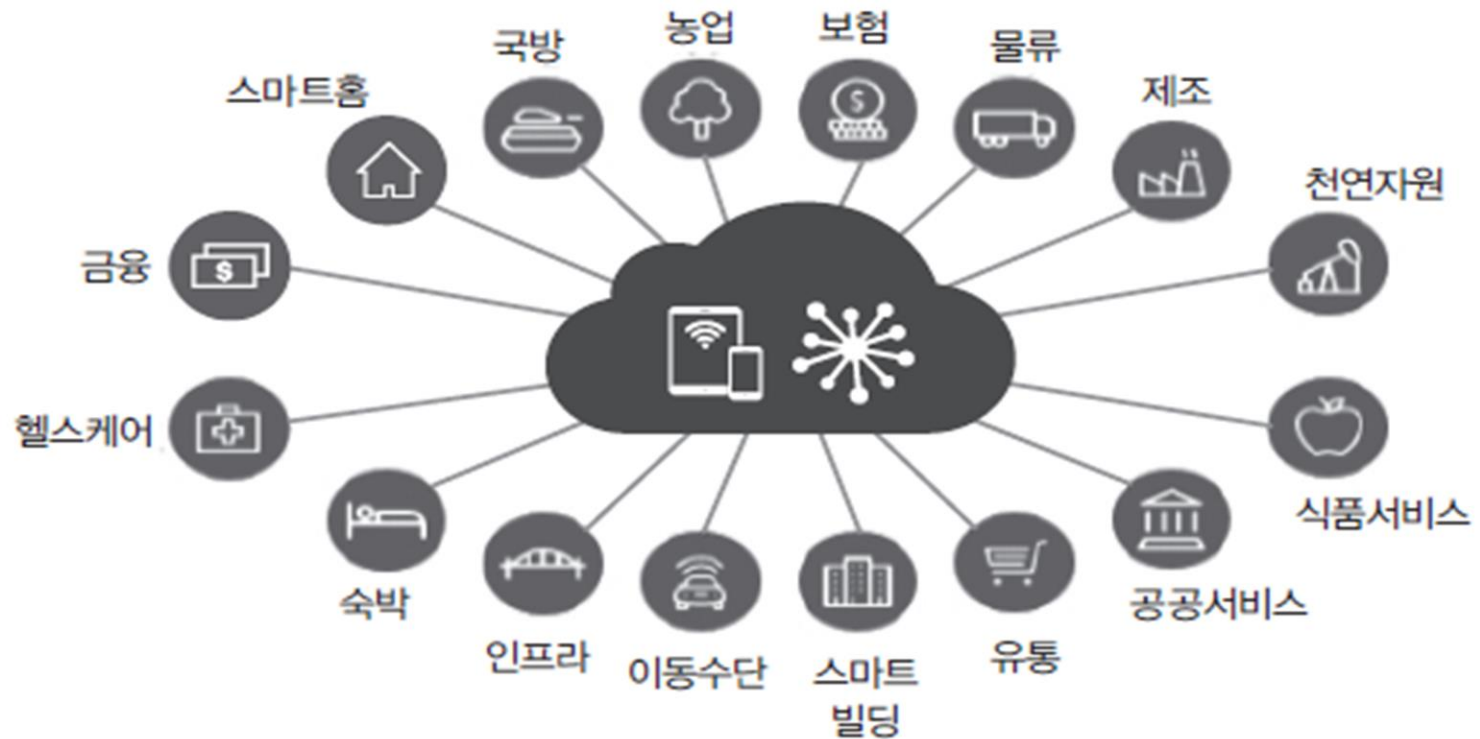 농업
보험
국방
물류
스마트홈
제조
천연자원
금융
헬스케어
식품서비스
숙박
공공서비스
인프라
이동수단
스마트
빌딩
유통
$
S